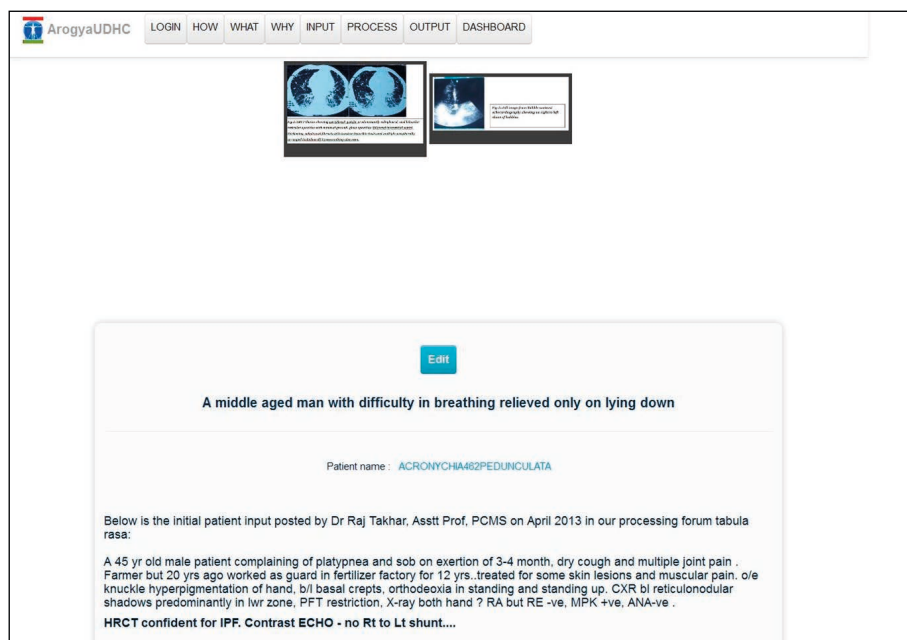 ArogyaUDHC
LOGIN HOW WHAT WHY INPUT PROCESS OUTPUT DASHBOARD
Edit
A middle aged man with difficulty in breathing relieved only on lying down
Patient name : ACRONYCHIA462PEDUNCULATA
Below is the initial patient input posted by Dr Raj Takhar, Asstt Prof, PCMS on April 2013 in our processing forum tabula
rasa:
A 45 yr old male patient complaining of platypnea and sob on exertion of 3-4 month, dry cough and multiple joint pain .
Farmer but 20 yrs ago worked as guard in fertilizer factory for 12 yrs..treated for some skin lesions and muscular pain. o/e
knuckle hyperpigmentation of hand, b/l basal crepts, orthodeoxia in standing and standing up. CXR bl reticulonodular
shadows predominantly in lwr zone, PFT restriction, X-ray both hand ? RA but RE -ve, MPK +ve, ANA-ve .
HRCT confident for IPF. Contrast ECHO - no Rt to Lt shunt....